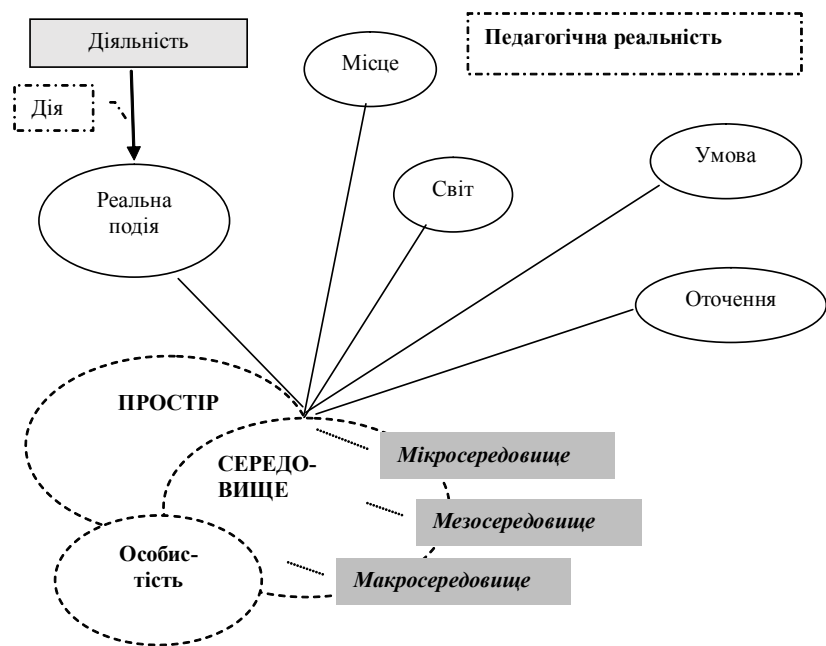 Діяльність
Педагогічна реальність
Місце
Дія
Умова
Світ
Реальна
подія
Оточення
ПРОСТІР
Мікросередовище
СЕРЕДО-
ВИЩЕ
Мезосередовище
Особис-
тість
Макросередовище